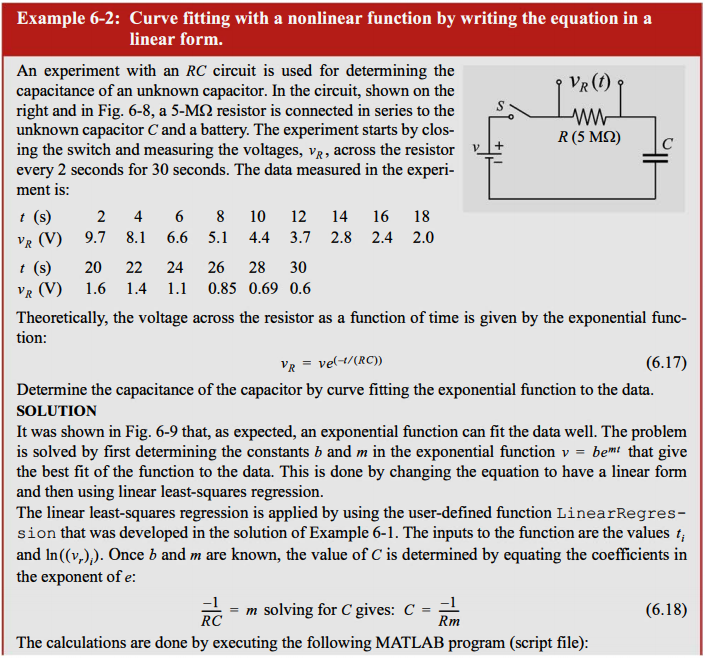 Example 6-2: Curve fitting with a nonlinear function by writing the equation in a
linear form.
An experiment with an RC circuit is used for determining the
capacitance of an unknown capacitor. In the circuit, shown on the
right and in Fig. 6-8, a 5-MΩ resistor is connected in series to the
unknown capacitor C and a battery. The experiment starts by clos-
ing the switch and measuring the voltages, v_R, across the resistor
every 2 seconds for 30 seconds. The data measured in the experi-
ment is:
v_R(t)
S
R (5 MΩ)
v
+
−
C
t (s) 2 4 6 8 10 12 14 16 18
v_R (V) 9.7 8.1 6.6 5.1 4.4 3.7 2.8 2.4 2.0
t (s) 20 22 24 26 28 30
v_R (V) 1.6 1.4 1.1 0.85 0.69 0.6
Theoretically, the voltage across the resistor as a function of time is given by the exponential func-
tion:
v_R = ve^(-t/(RC)) (6.17)
Determine the capacitance of the capacitor by curve fitting the exponential function to the data.
SOLUTION
It was shown in Fig. 6-9 that, as expected, an exponential function can fit the data well. The problem
is solved by first determining the constants b and m in the exponential function v = be^mt that give
the best fit of the function to the data. This is done by changing the equation to have a linear form
and then using linear least-squares regression.
The linear least-squares regression is applied by using the user-defined function LinearRegres-
sion that was developed in the solution of Example 6-1. The inputs to the function are the values t_i
and ln((v_r)_i). Once b and m are known, the value of C is determined by equating the coefficients in
the exponent of e:
-1/RC = m solving for C gives: C = -1/Rm (6.18)
The calculations are done by executing the following MATLAB program (script file):